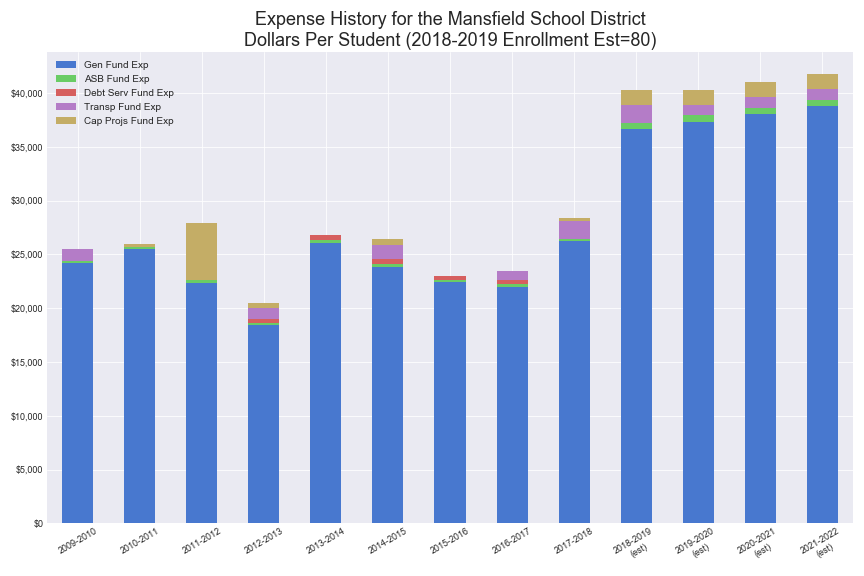 Expense History for the Mansfield School District
Dollars Per Student (2018-2019 Enrollment Est=80)
Gen Fund Exp
ASB Fund Exp
Debt Serv Fund Exp
Transp Fund Exp
Cap Projs Fund Exp
$40,000
$35,000
$30,000
$25,000
$20,000
$15,000
$10,000
$5,000
$0
2009-2010
2010-2011
2011-2012
2012-2013
2013-2014
2014-2015
2015-2016
2016-2017
2017-2018
2018-2019
(est)
2019-2020
(est)
2020-2021
(est)
2021-2022
(est)